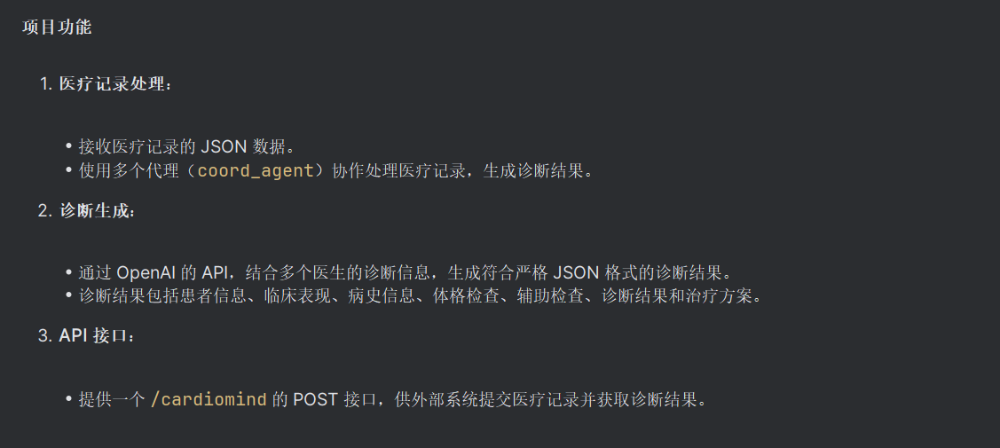 项目功能
1. 医疗记录处理：
• 接收医疗记录的 JSON 数据。
• 使用多个代理（coord_agent）协作处理医疗记录，生成诊断结果。
2. 诊断生成：
• 通过 OpenAI 的 API，结合多个医生的诊断信息，生成符合严格 JSON 格式的诊断结果。
• 诊断结果包括患者信息、临床表现、病史信息、体格检查、辅助检查、诊断结果和治疗方案。
3. API 接口：
• 提供一个 /cardiomind 的 POST 接口，供外部系统提交医疗记录并获取诊断结果。